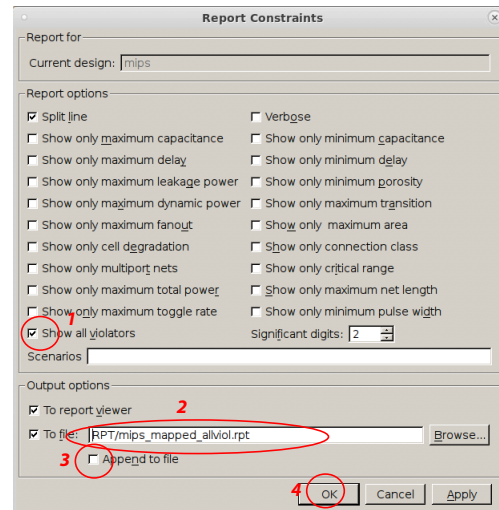 Report Constraints
Report for
Current design: mips
Report options
Split line Verbose
Show only maximum capacitance Show only minimum capacitance
Show only maximum delay Show only minimum delay
Show only maximum leakage power Show only minimum porosity
Show only maximum dynamic power Show only maximum transition
Show only maximum fanout Show only maximum area
Show only cell degradation Show only connection class
Show only multiport nets Show only critical range
Show only maximum total power Show only maximum net length
Show only maximum toggle rate Show only minimum pulse width
1
Show all violators Significant digits: 2
Scenarios
Output options
To report viewer 2
To file: RPT/mips_mapped_allviol.rpt Browse...
3 Append to file
4 OK Cancel Apply